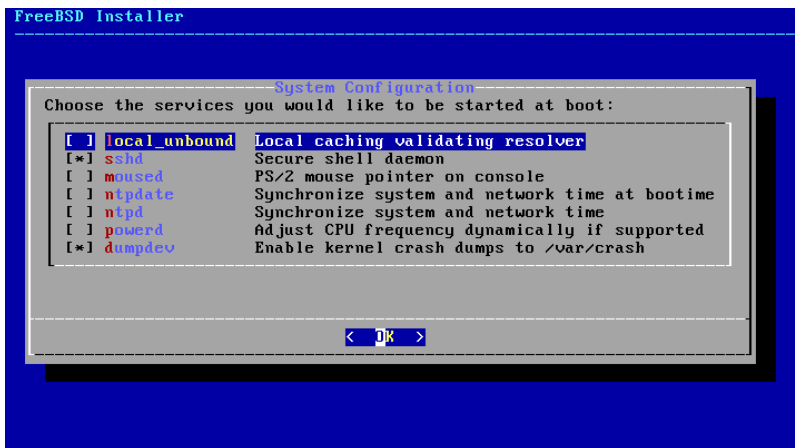 FreeBSD Installer
System Configuration
Choose the services you would like to be started at boot:
[ ] local_unbound Local caching validating resolver
[*] sshd Secure shell daemon
[ ] moused PS/2 mouse pointer on console
[ ] ntpdate Synchronize system and network time at bootime
[ ] ntpd Synchronize system and network time
[ ] powerd Adjust CPU frequency dynamically if supported
[*] dumpdev Enable kernel crash dumps to /var/crash
< OK >